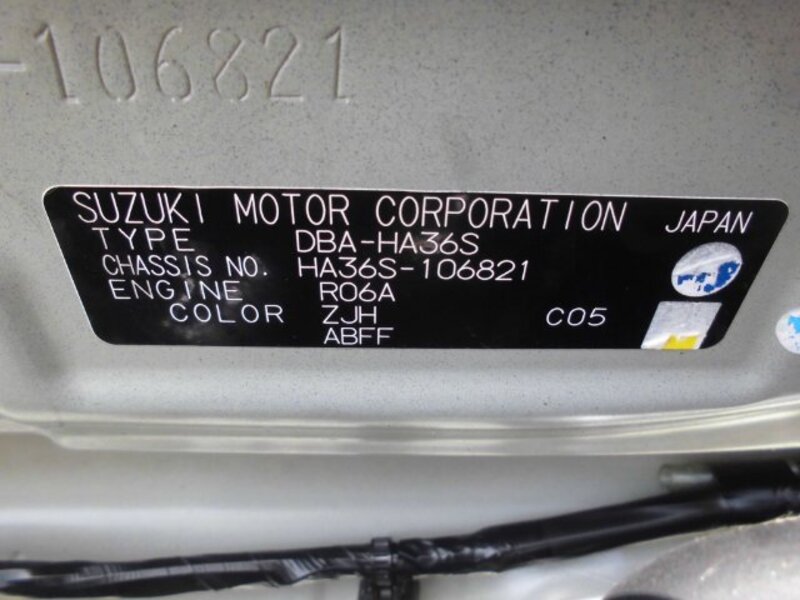 -106821
SUZUKI MOTOR CORPORATION JAPAN
TYPE DBA-HA36S
CHASSIS NO. HA36S-106821
ENGINE R06A
COLOR ZJH C05
ABFF